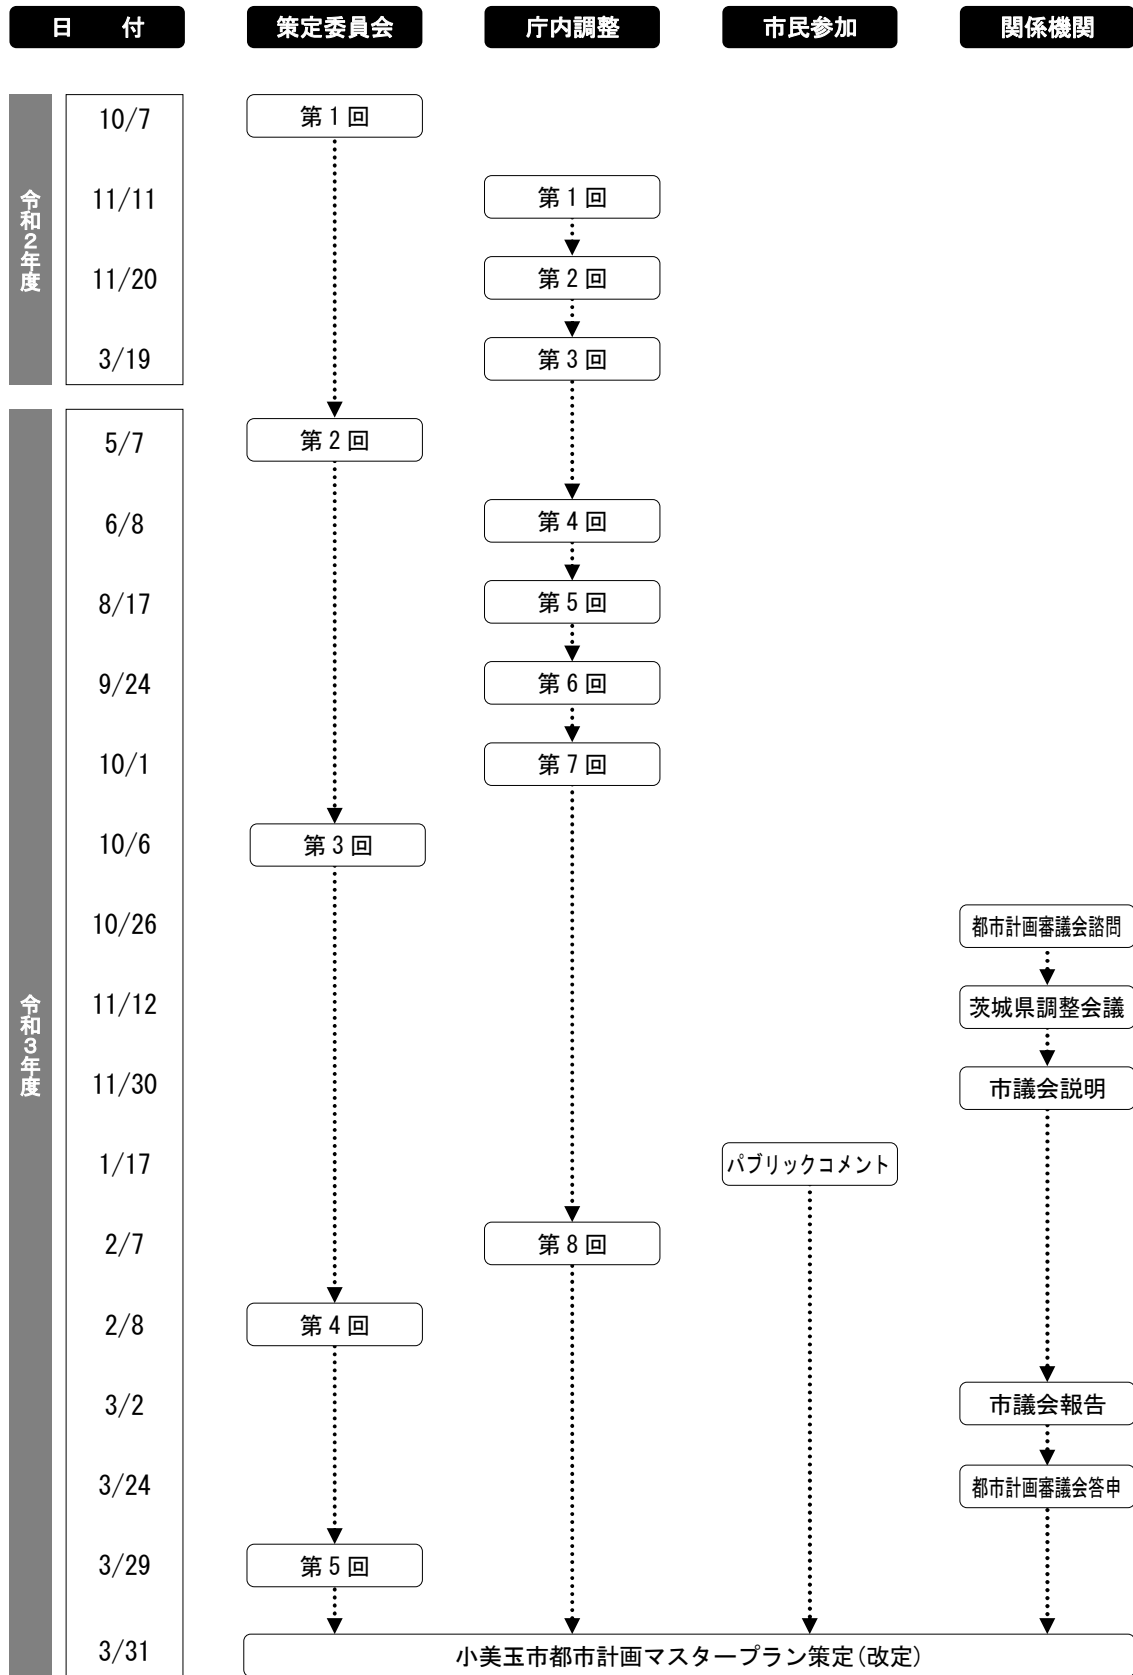 日 付 策定委員会 庁内調整 市民参加 関係機関
令和2年度
10/7 第1回
11/11 第1回
11/20 第2回
3/19 第3回
令和3年度
5/7 第2回
6/8 第4回
8/17 第5回
9/24 第6回
10/1 第7回
10/6 第3回
10/26 都市計画審議会諮問
11/12 茨城県調整会議
11/30 市議会説明
1/17 パブリックコメント
2/7 第8回
2/8 第4回
3/2 市議会報告
3/24 都市計画審議会答申
3/29 第5回
3/31 小美玉市都市計画マスタープラン策定(改定)